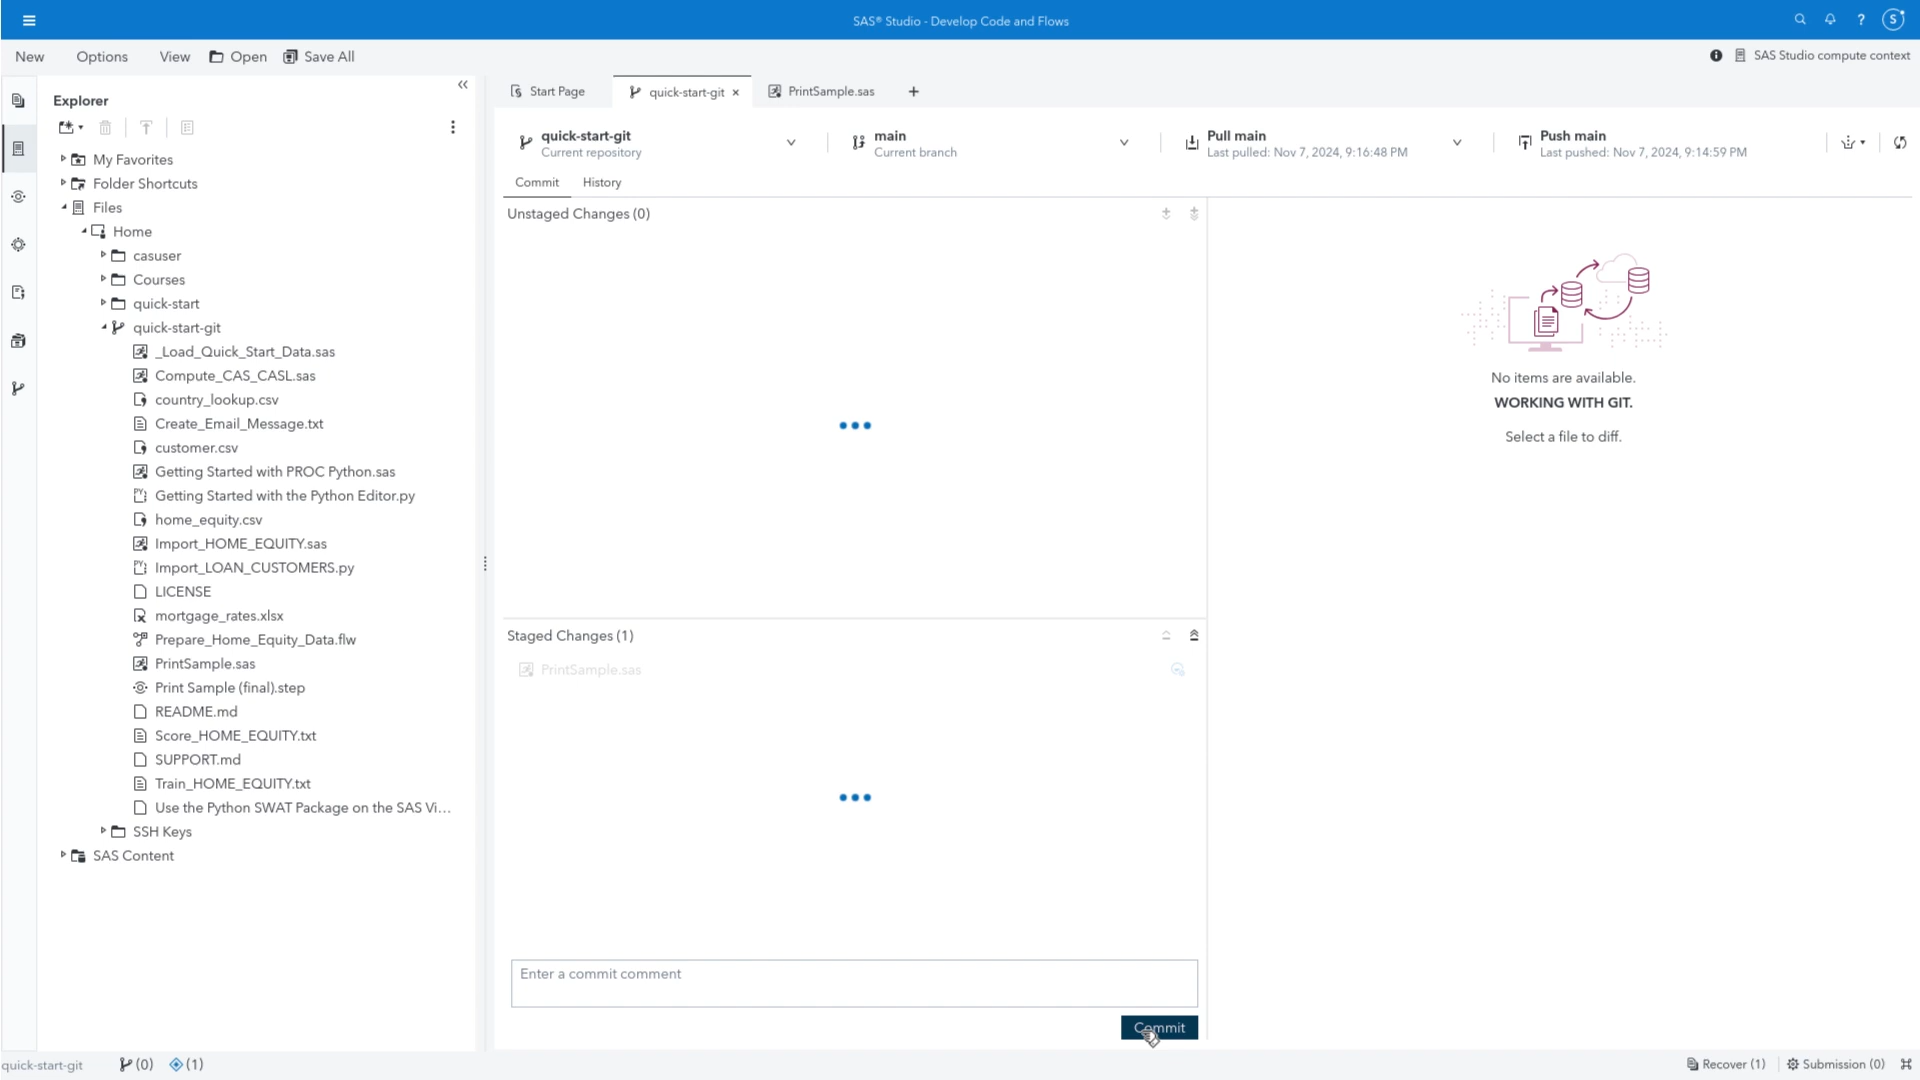 SAS® Studio - Develop Code and Flows
?
S
New
Options
View
Open
Save All
SAS Studio compute context
Explorer
My Favorites
Folder Shortcuts
Files
Home
casuser
Courses
quick-start
quick-start-git
_Load_Quick_Start_Data.sas
Compute_CAS_CASL.sas
country_lookup.csv
Create_Email_Message.txt
customer.csv
Getting Started with PROC Python.sas
Getting Started with the Python Editor.py
home_equity.csv
Import_HOME_EQUITY.sas
Import_LOAN_CUSTOMERS.py
LICENSE
mortgage_rates.xlsx
Prepare_Home_Equity_Data.flw
PrintSample.sas
Print Sample (final).step
README.md
Score_HOME_EQUITY.txt
SUPPORT.md
Train_HOME_EQUITY.txt
Use the Python SWAT Package on the SAS Vi...
SSH Keys
SAS Content
Start Page
quick-start-git
PrintSample.sas
quick-start-git
Current repository
main
Current branch
Pull main
Last pulled: Nov 7, 2024, 9:16:48 PM
Push main
Last pushed: Nov 7, 2024, 9:14:59 PM
Commit
History
Unstaged Changes (0)
Staged Changes (1)
PrintSample.sas
Enter a commit comment
Commit
No items are available.
WORKING WITH GIT.
Select a file to diff.
quick-start-git
(0)
(1)
Recover (1)
Submission (0)